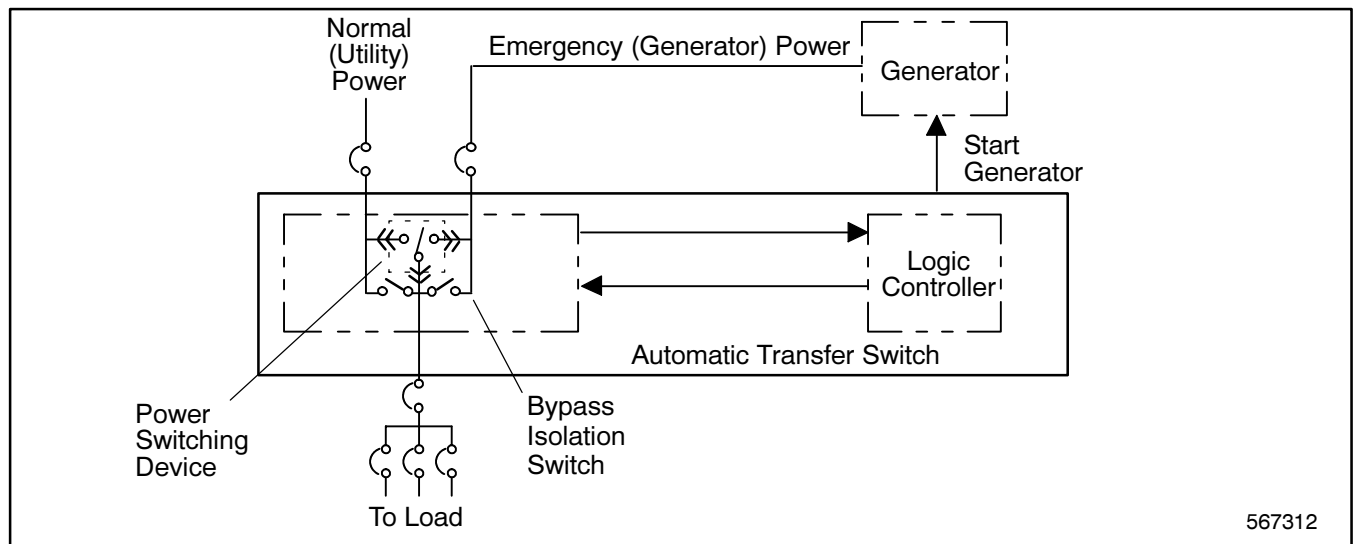 Normal
(Utility)
Power
Emergency (Generator) Power
Generator
Start
Generator
Logic
Controller
Automatic Transfer Switch
Power
Switching
Device
Bypass
Isolation
Switch
To Load
567312